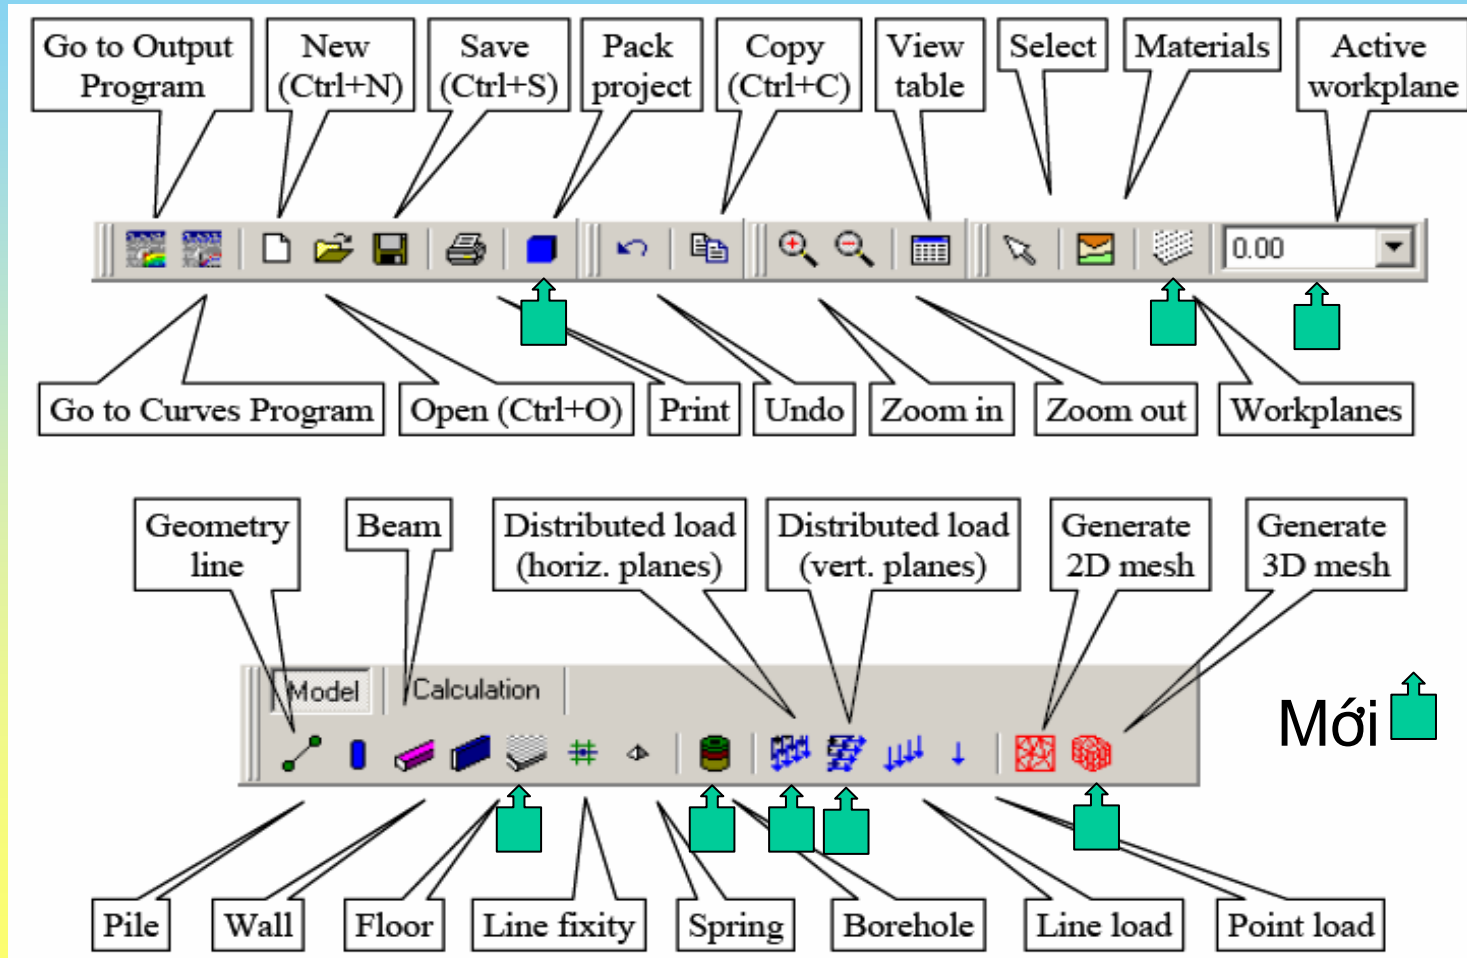 Go to Output
Program
New
(Ctrl+N)
Save
(Ctrl+S)
Pack
project
Copy
(Ctrl+C)
View
table
Select
Materials
Active
workplane
0.00
Go to Curves Program
Open (Ctrl+O)
Print
Undo
Zoom in
Zoom out
Workplanes
Geometry
line
Beam
Distributed load
(horiz. planes)
Distributed load
(vert. planes)
Generate
2D mesh
Generate
3D mesh
Model
Calculation
Mới
Pile
Wall
Floor
Line fixity
Spring
Borehole
Line load
Point load